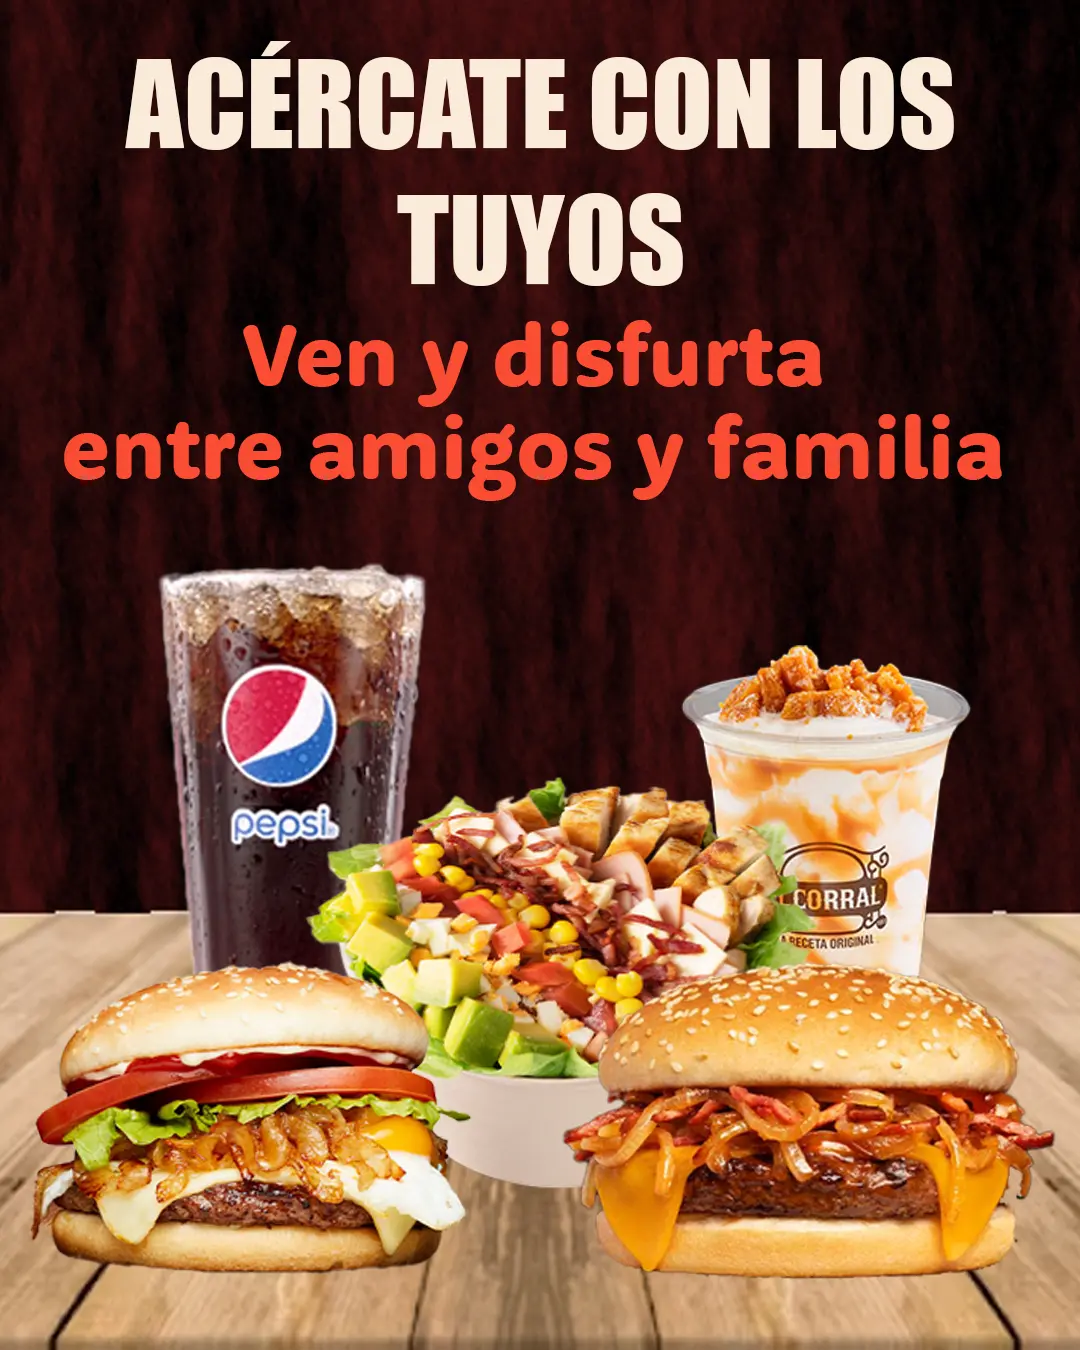 ACÉRCATE CON LOS
TUYOS
Ven y disfurta
entre amigos y familia
pepsi
CORRAL
RECETA ORIGINAL